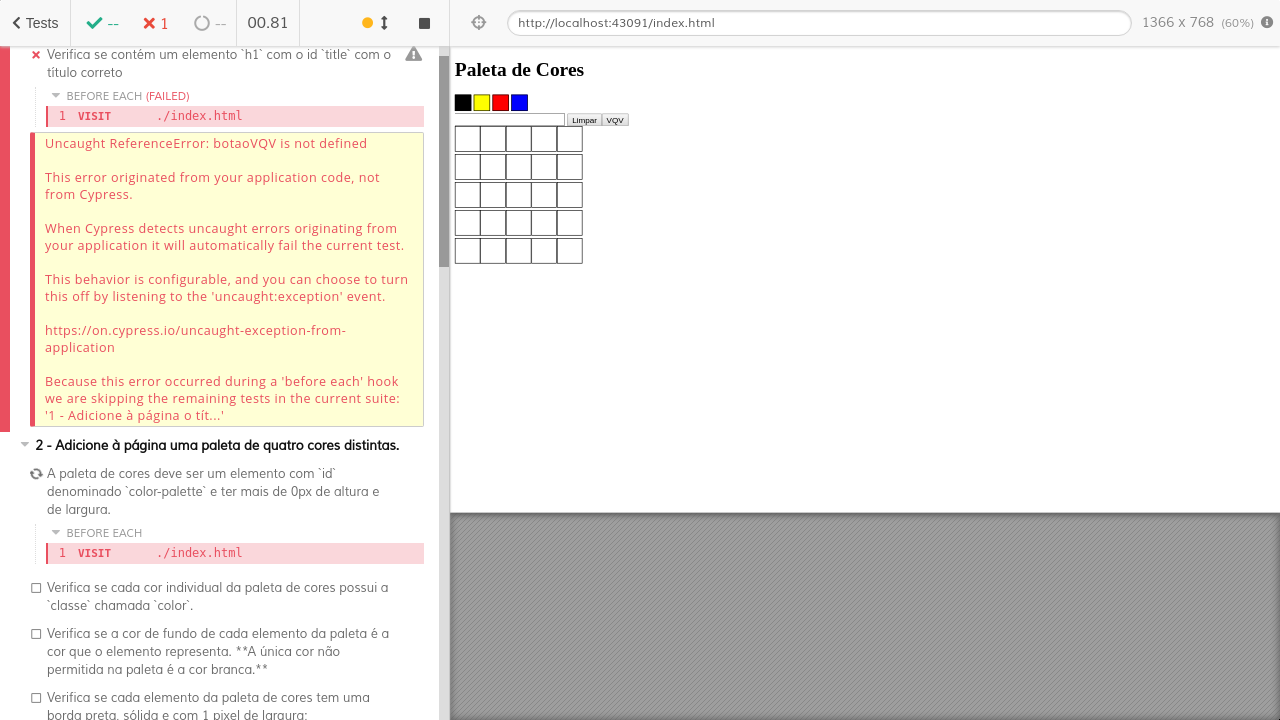 Tests
--
1
--
00.81
http://localhost:43091/index.html
1366 x 768 (60%)
Verifica se contém um elemento `h1` com o id `title` com o
título correto
BEFORE EACH (FAILED)
1 VISIT ./index.html
Uncaught ReferenceError: botaoVQV is not defined
This error originated from your application code, not
from Cypress.
When Cypress detects uncaught errors originating from
your application it will automatically fail the current test.
This behavior is configurable, and you can choose to turn
this off by listening to the 'uncaught:exception' event.
https://on.cypress.io/uncaught-exception-from-
application
Because this error occurred during a 'before each' hook
we are skipping the remaining tests in the current suite:
'1 - Adicione à página o tít...'
2 - Adicione à página uma paleta de quatro cores distintas.
A paleta de cores deve ser um elemento com `id`
denominado `color-palette` e ter mais de 0px de altura e
de largura.
BEFORE EACH
1 VISIT ./index.html
Verifica se cada cor individual da paleta de cores possui a
`classe` chamada `color`.
Verifica se a cor de fundo de cada elemento da paleta é a
cor que o elemento representa. **A única cor não
permitida na paleta é a cor branca.**
Verifica se cada elemento da paleta de cores tem uma
borda preta, sólida e com 1 pixel de largura;
Paleta de Cores
Limpar
VQV